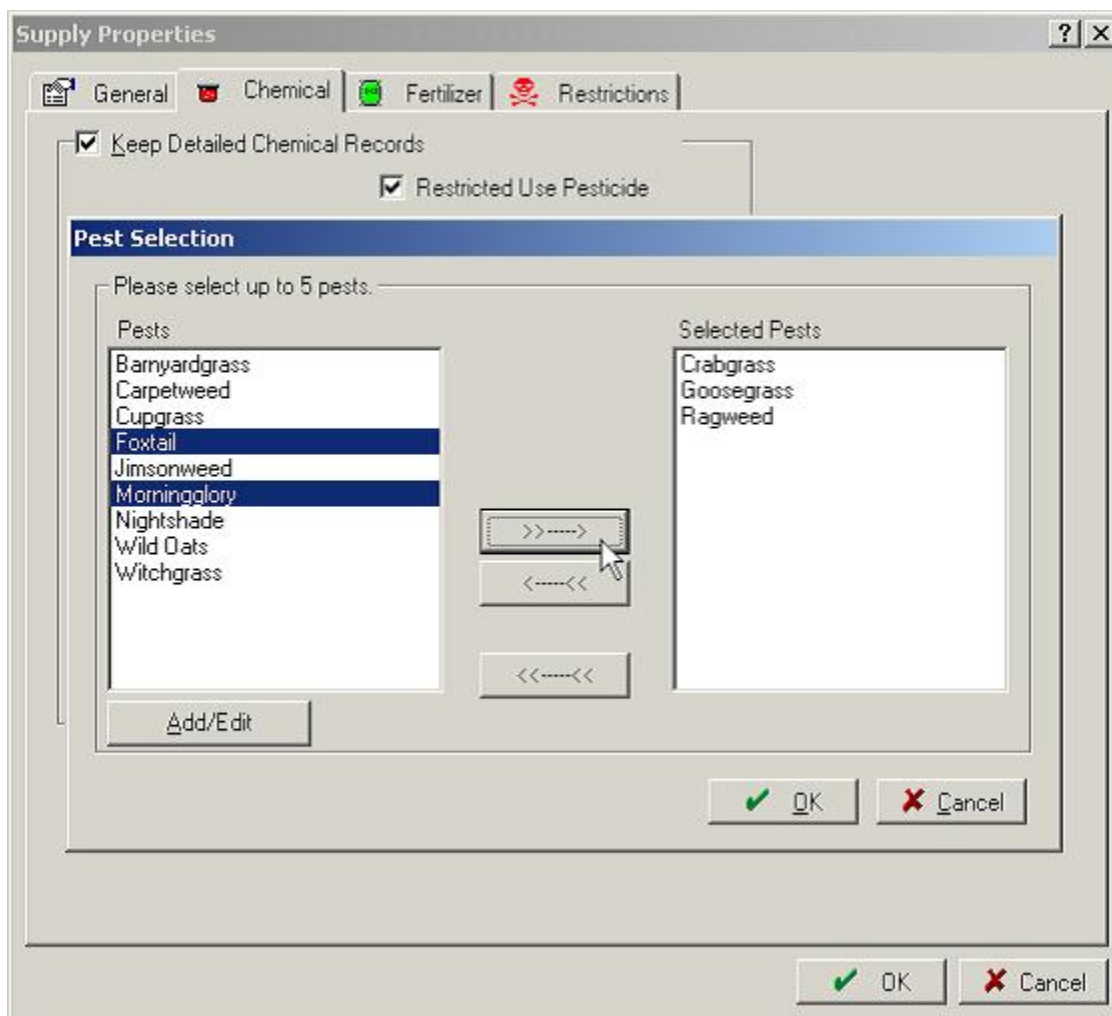 Supply Properties
General Chemical Fertilizer Restrictions
Keep Detailed Chemical Records
Restricted Use Pesticide
Pest Selection
Please select up to 5 pests.
Pests
Barnyardgrass
Carpetweed
Cupgrass
Foxtail
Jimsonweed
Morningglory
Nightshade
Wild Oats
Witchgrass
Add/Edit
>>----->
<-----<<
<<-----<<
Selected Pests
Crabgrass
Goosegrass
Ragweed
OK Cancel
OK Cancel